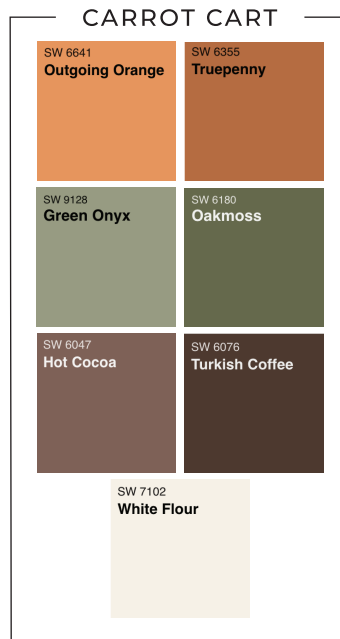 CARROT CART
SW 6641
Outgoing Orange
SW 6355
Truepenny
SW 9128
Green Onyx
SW 6180
Oakmoss
SW 6047
Hot Cocoa
SW 6076
Turkish Coffee
SW 7102
White Flour